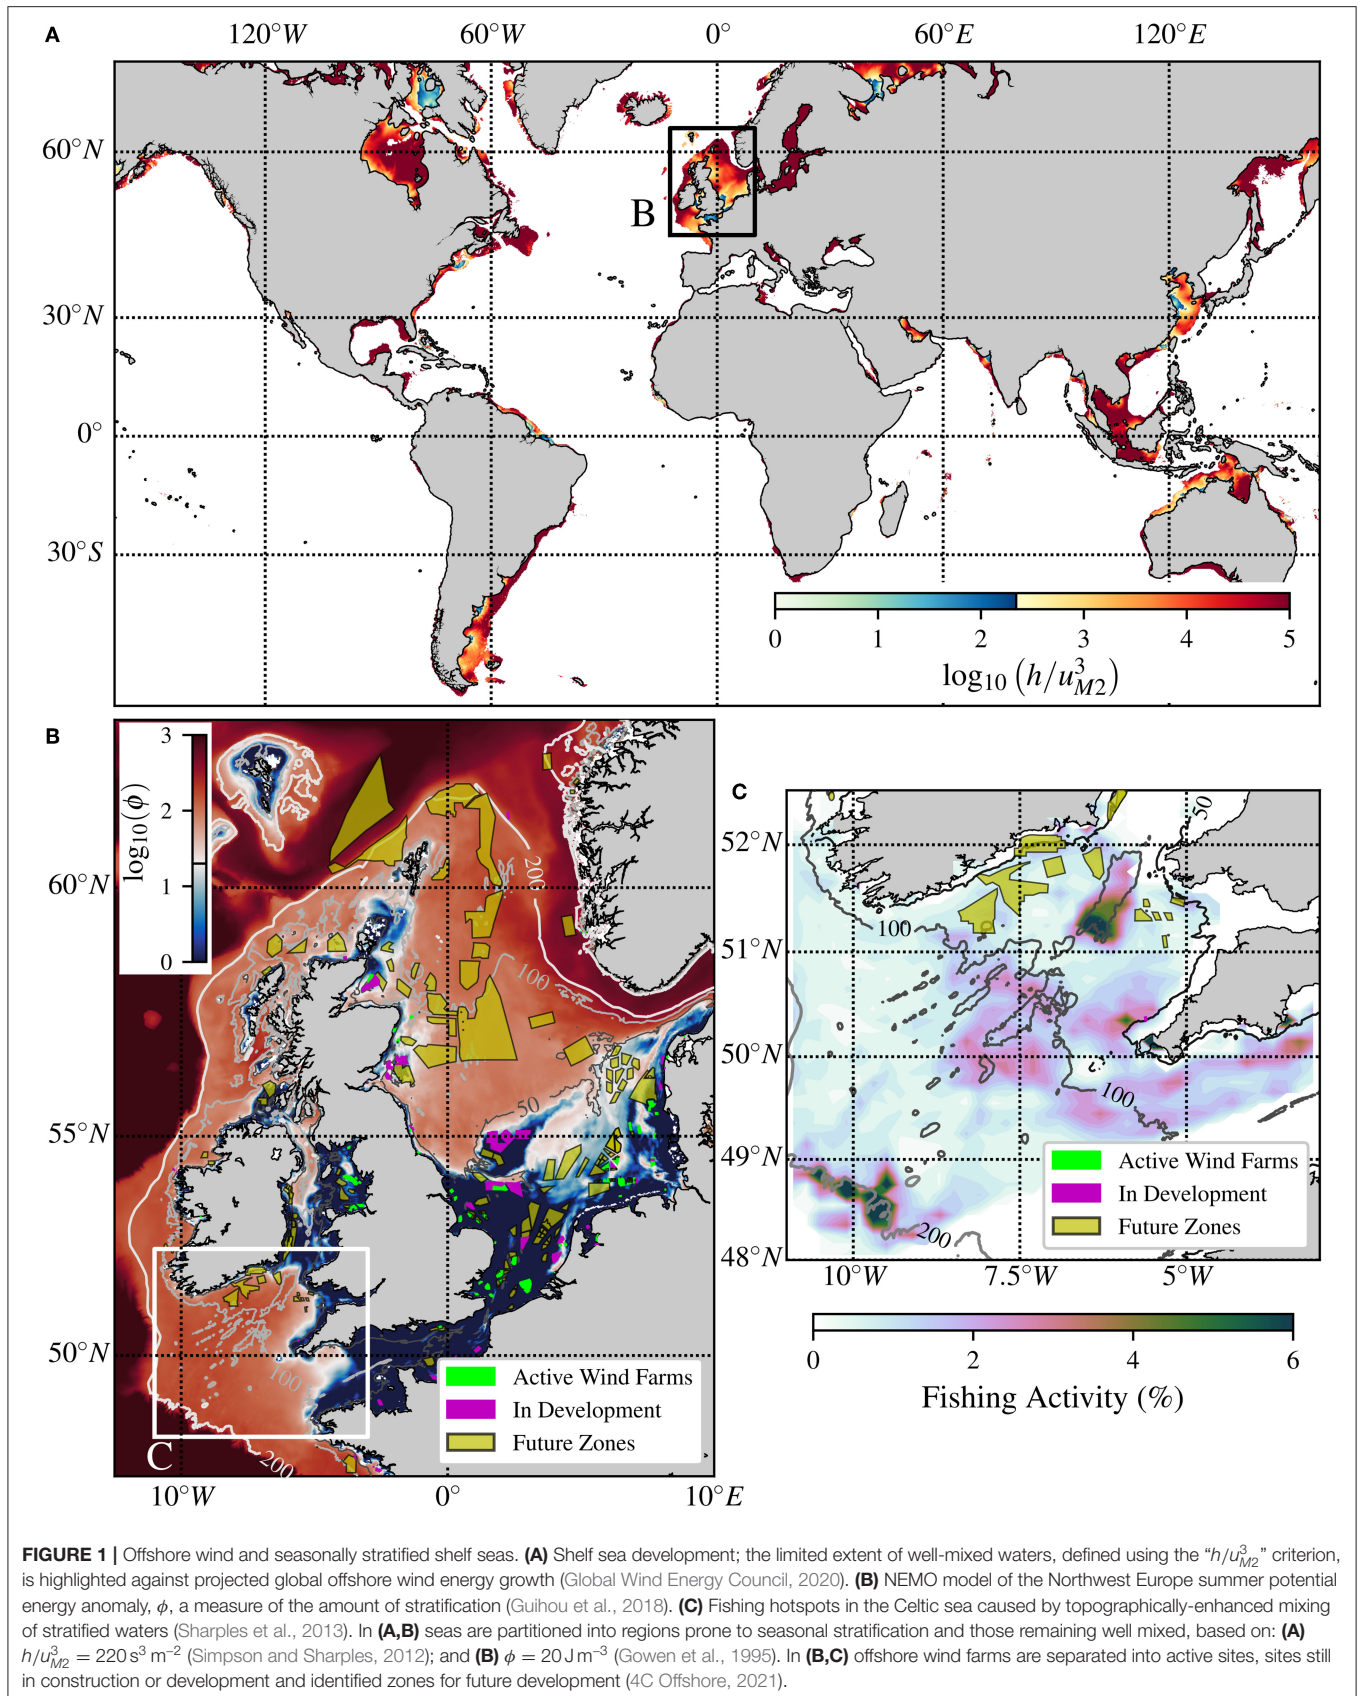 A
120°W 60°W 0° 60°E 120°E
60°N
30°N
0°
30°S
B
0 1 2 3 4 5
log10 (h/u³M2)
B
3
2
1
0
log10(ϕ)
60°N
55°N
50°N
200
100
50
100
200
C
Active Wind Farms
In Development
Future Zones
10°W 0° 10°E
C
52°N
51°N
50°N
49°N
48°N
50
100
100
200
Active Wind Farms
In Development
Future Zones
10°W 7.5°W 5°W
0 2 4 6
Fishing Activity (%)
FIGURE 1 | Offshore wind and seasonally stratified shelf seas. (A) Shelf sea development; the limited extent of well-mixed waters, defined using the “h/u³M2” criterion,
is highlighted against projected global offshore wind energy growth (Global Wind Energy Council, 2020). (B) NEMO model of the Northwest Europe summer potential
energy anomaly, ϕ, a measure of the amount of stratification (Guihou et al., 2018). (C) Fishing hotspots in the Celtic sea caused by topographically-enhanced mixing
of stratified waters (Sharples et al., 2013). In (A,B) seas are partitioned into regions prone to seasonal stratification and those remaining well mixed, based on: (A)
h/u³M2 = 220 s³ m⁻² (Simpson and Sharples, 2012); and (B) ϕ = 20 J m⁻³ (Gowen et al., 1995). In (B,C) offshore wind farms are separated into active sites, sites still
in construction or development and identified zones for future development (4C Offshore, 2021).